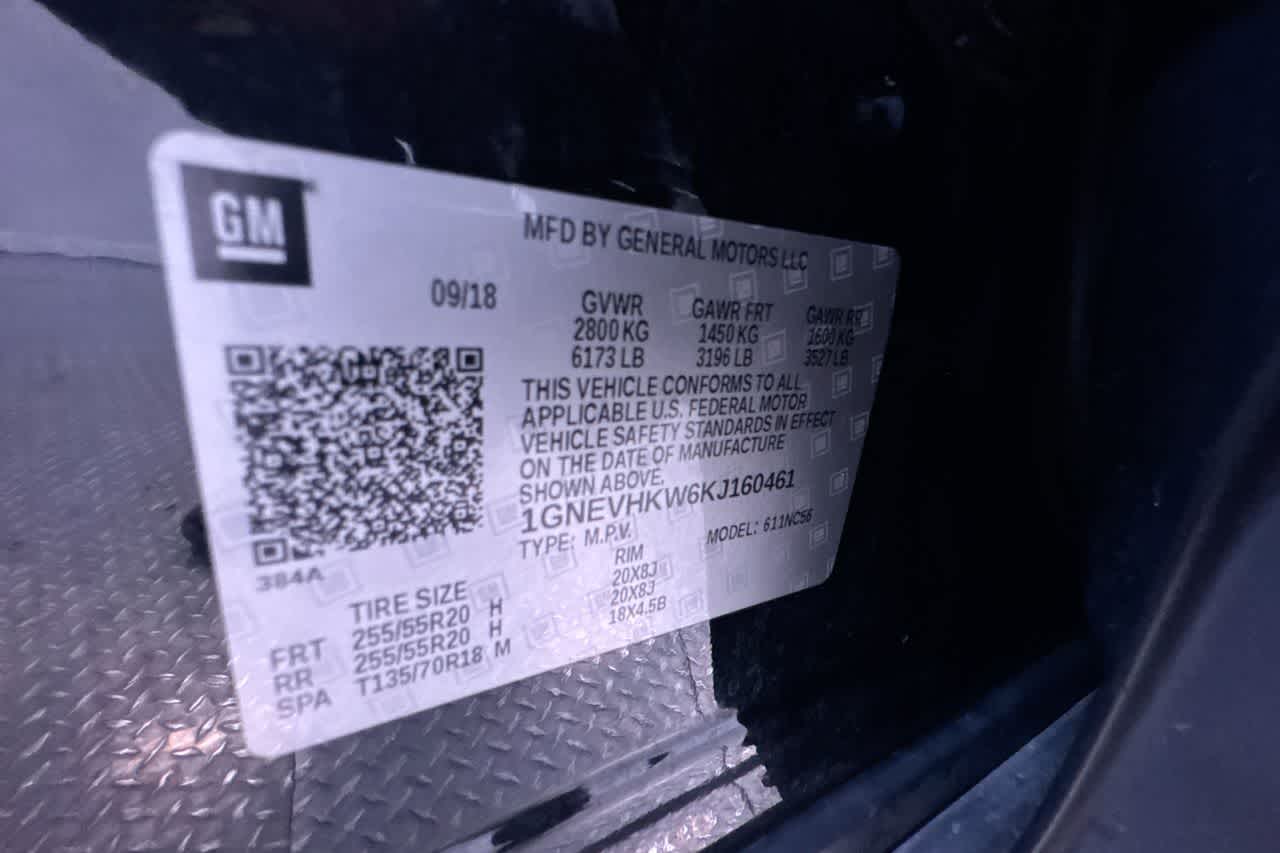 GM
MFD BY GENERAL MOTORS LLC
09/18
GVWR GAWR FRT GAWR RR
2800 KG 1450 KG 1600 KG
6173 LB 3196 LB 3527 LB
THIS VEHICLE CONFORMS TO ALL
APPLICABLE U.S. FEDERAL MOTOR
VEHICLE SAFETY STANDARDS IN EFFECT
ON THE DATE OF MANUFACTURE
SHOWN ABOVE.
1GNEVHKW6KJ160461
TYPE: M.P.V. MODEL: 611NC56
384A
TIRE SIZE RIM
FRT 255/55R20 H 20X8J
RR 255/55R20 H 20X8J
SPA T135/70R18 M 18X4.5B